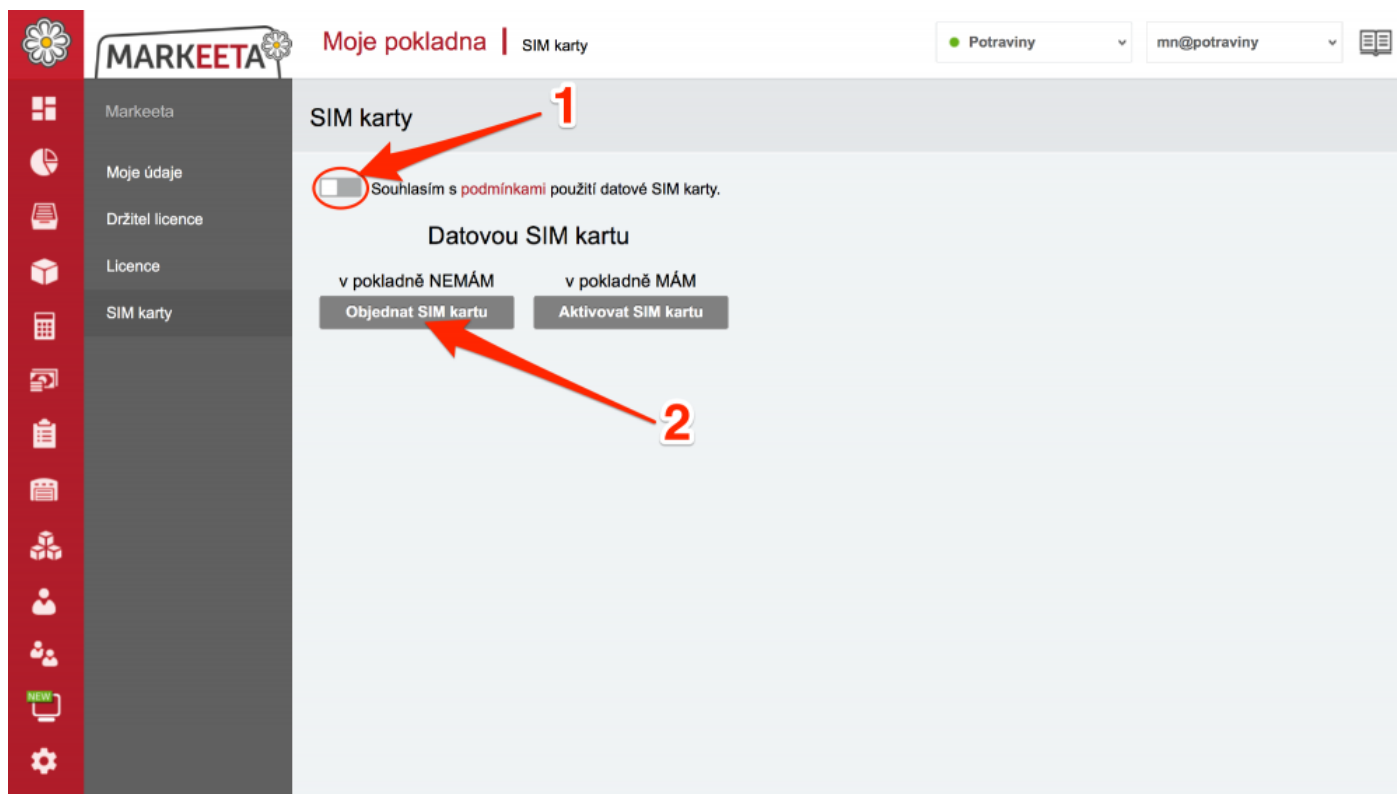 MARKEETA
Moje pokladna | SIM karty
Potraviny
mn@potraviny
Markeeta
Moje údaje
Držitel licence
Licence
SIM karty
NEW
SIM karty
1
Souhlasím s podmínkami použití datové SIM karty.
Datovou SIM kartu
v pokladně NEMÁM
v pokladně MÁM
Objednat SIM kartu
Aktivovat SIM kartu
2